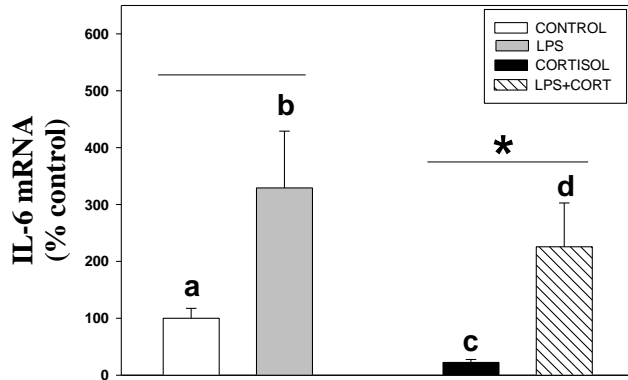 600
500
400
300
200
100
0
IL-6 mRNA
(% control)
CONTROL
LPS
CORTISOL
LPS+CORT
a
b
*
c
d